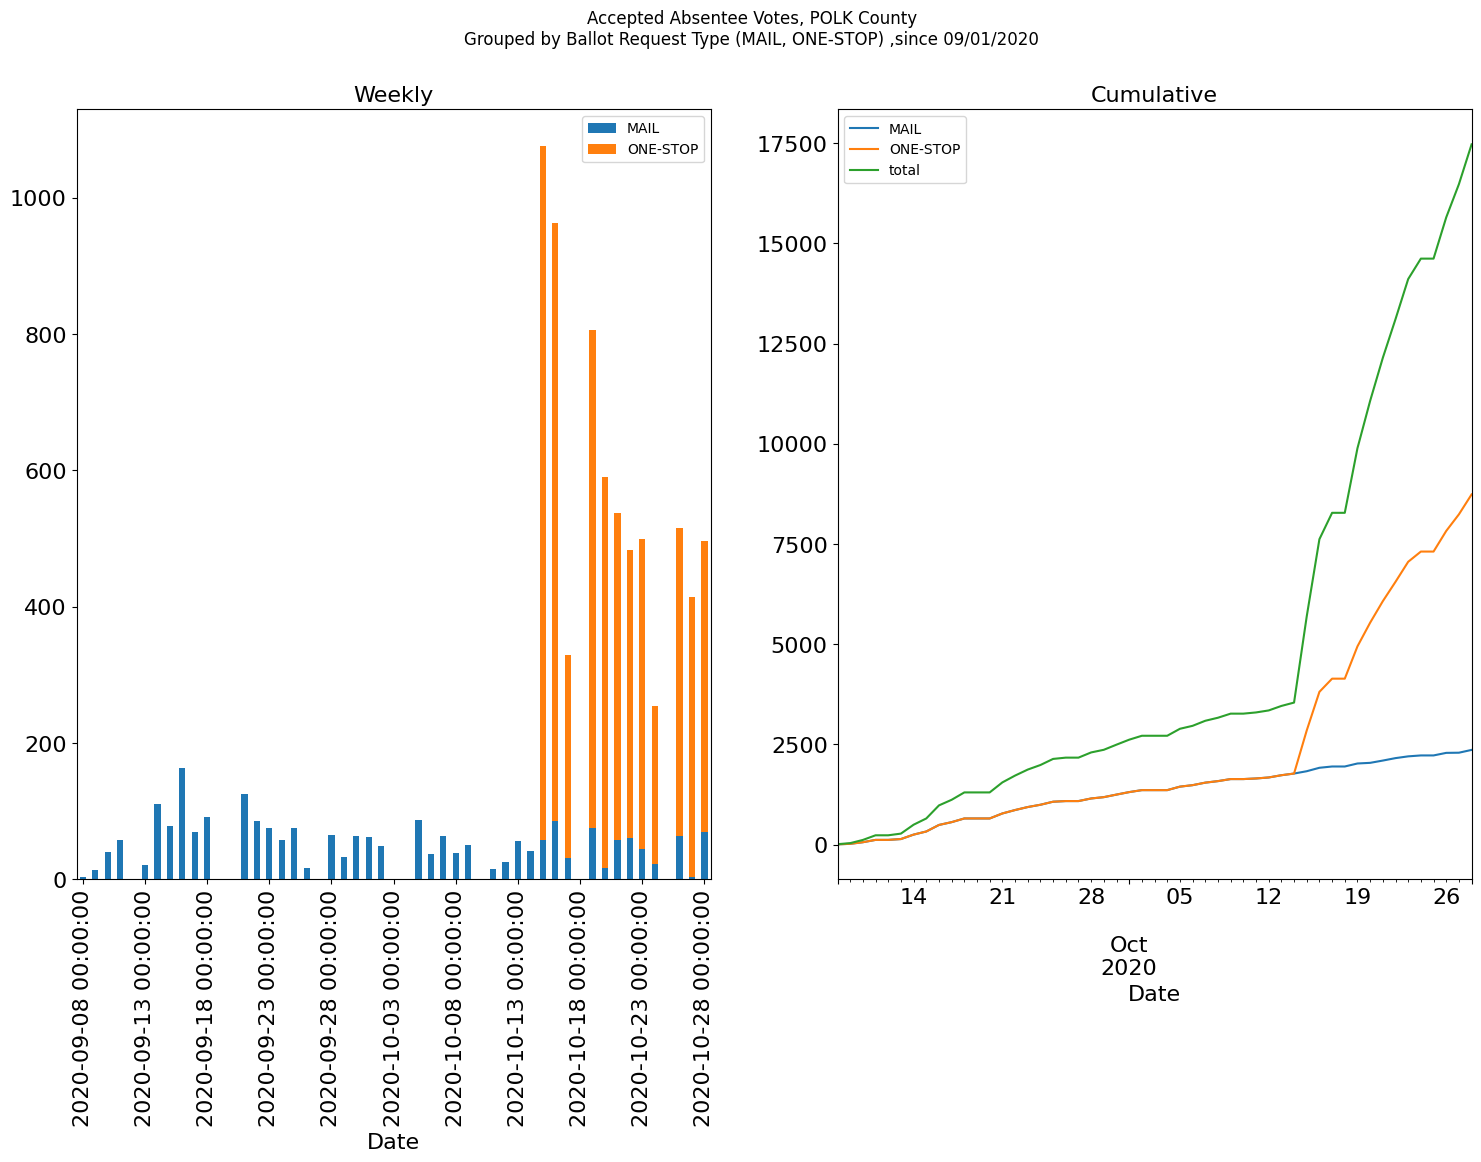 Accepted Absentee Votes, POLK County
Grouped by Ballot Request Type (MAIL, ONE-STOP) ,since 09/01/2020
Weekly
MAIL
ONE-STOP
1000
800
600
400
200
0
2020-09-08 00:00:00
2020-09-13 00:00:00
2020-09-18 00:00:00
2020-09-23 00:00:00
2020-09-28 00:00:00
2020-10-03 00:00:00
2020-10-08 00:00:00
2020-10-13 00:00:00
2020-10-18 00:00:00
2020-10-23 00:00:00
2020-10-28 00:00:00
Date
Cumulative
MAIL
ONE-STOP
total
17500
15000
12500
10000
7500
5000
2500
0
14 21 28 05 12 19 26
Oct
2020
Date